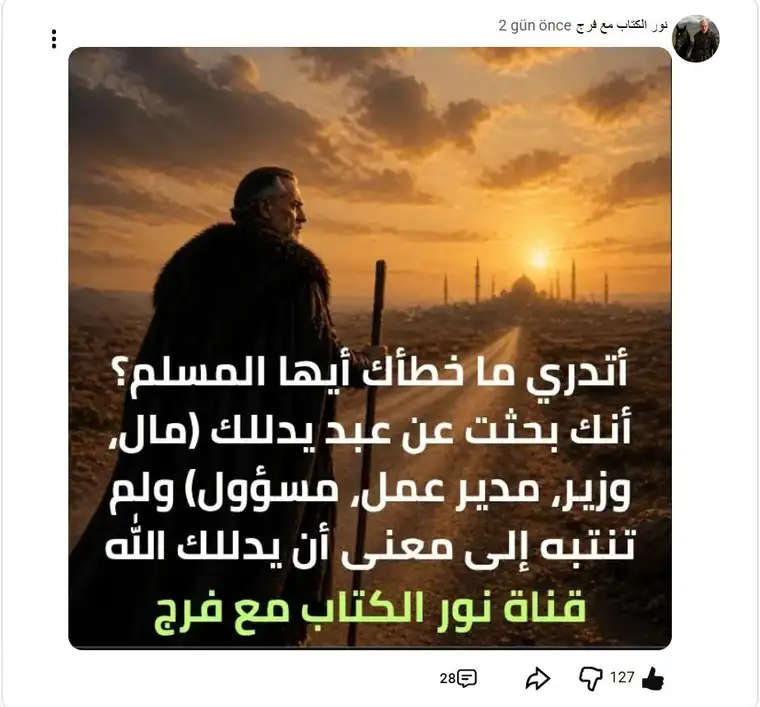 نور الكتاب مع فرج 2 gün önce
أتدري ما خطأك أيها المسلم؟
أنك بحثت عن عبد يدللك (مال,
وزير, مدير عمل, مسؤول) ولم
تنتبه إلى معنى أن يدللك الله
قناة نور الكتاب مع فرج
127
28